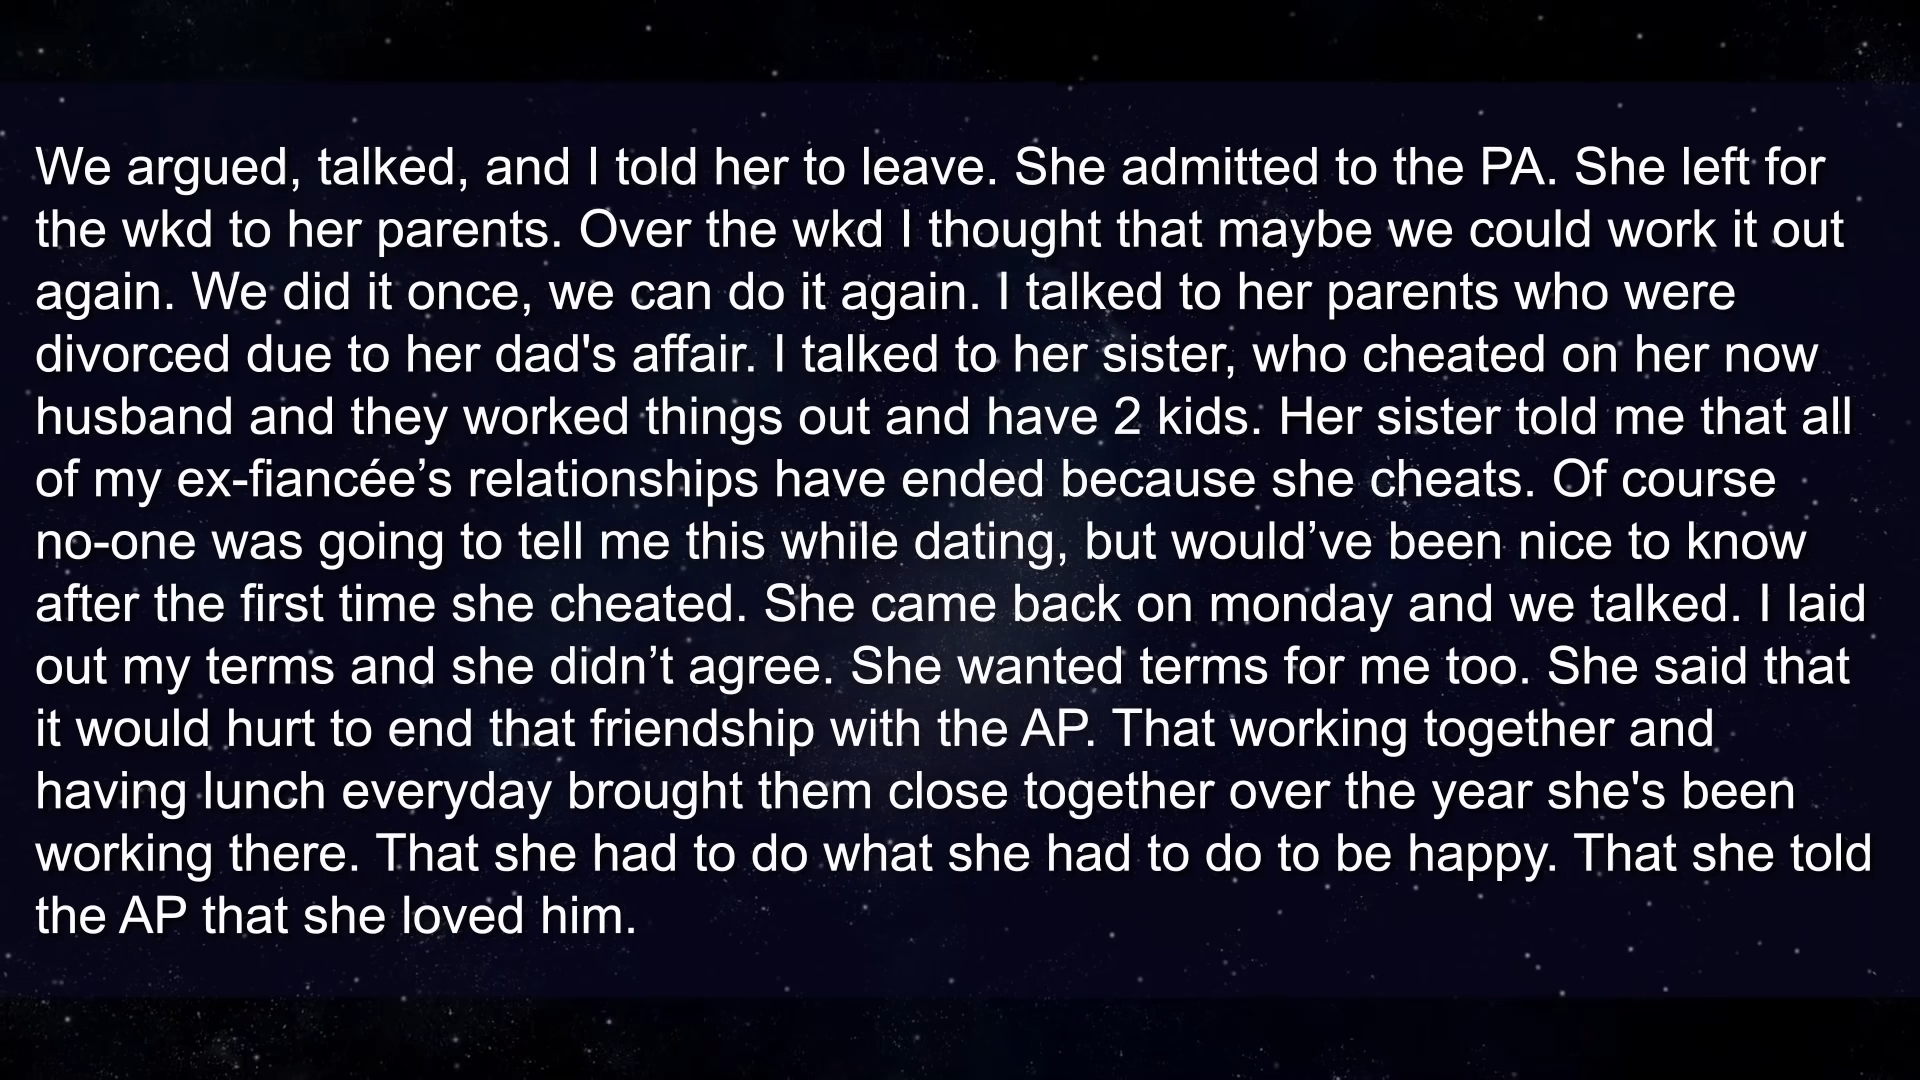 We argued, talked, and I told her to leave. She admitted to the PA. She left for
the wkd to her parents. Over the wkd I thought that maybe we could work it out
again. We did it once, we can do it again. I talked to her parents who were
divorced due to her dad's affair. I talked to her sister, who cheated on her now
husband and they worked things out and have 2 kids. Her sister told me that all
of my ex-fiancée’s relationships have ended because she cheats. Of course
no-one was going to tell me this while dating, but would’ve been nice to know
after the first time she cheated. She came back on monday and we talked. I laid
out my terms and she didn’t agree. She wanted terms for me too. She said that
it would hurt to end that friendship with the AP. That working together and
having lunch everyday brought them close together over the year she's been
working there. That she had to do what she had to do to be happy. That she told
the AP that she loved him.